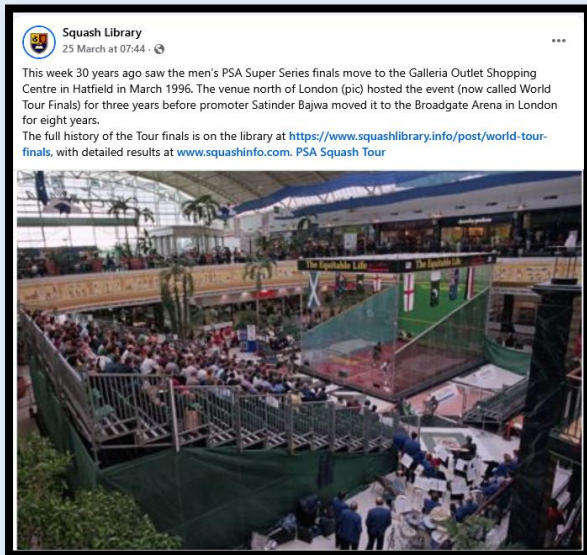 Squash Library
25 March at 07:44 ·
This week 30 years ago saw the men's PSA Super Series finals move to the Galleria Outlet Shopping
Centre in Hatfield in March 1996. The venue north of London (pic) hosted the event (now called World
Tour Finals) for three years before promoter Satinder Bajwa moved it to the Broadgate Arena in London
for eight years.
The full history of the Tour finals is on the library at https://www.squashlibrary.info/post/world-tour-
finals, with detailed results at www.squashinfo.com. PSA Squash Tour
The Equitable Life
The Equitable Life